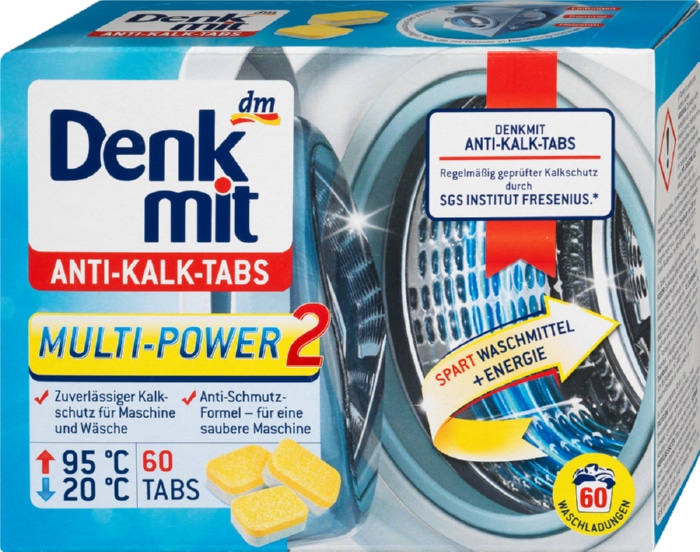 dm
Denk
mit
ANTI-KALK-TABS
MULTI-POWER 2
✓ Zuverlässiger Kalk-
schutz für Maschine
und Wäsche
✓ Anti-Schmutz-
Formel – für eine
saubere Maschine
↑ 95 °C
↓ 20 °C
60
TABS
DENKMIT
ANTI-KALK-TABS
Regelmäßig geprüfter Kalkschutz
durch
SGS INSTITUT FRESENIUS.*
SPART WASCHMITTEL
+ ENERGIE
60
WASCHLADUNGEN